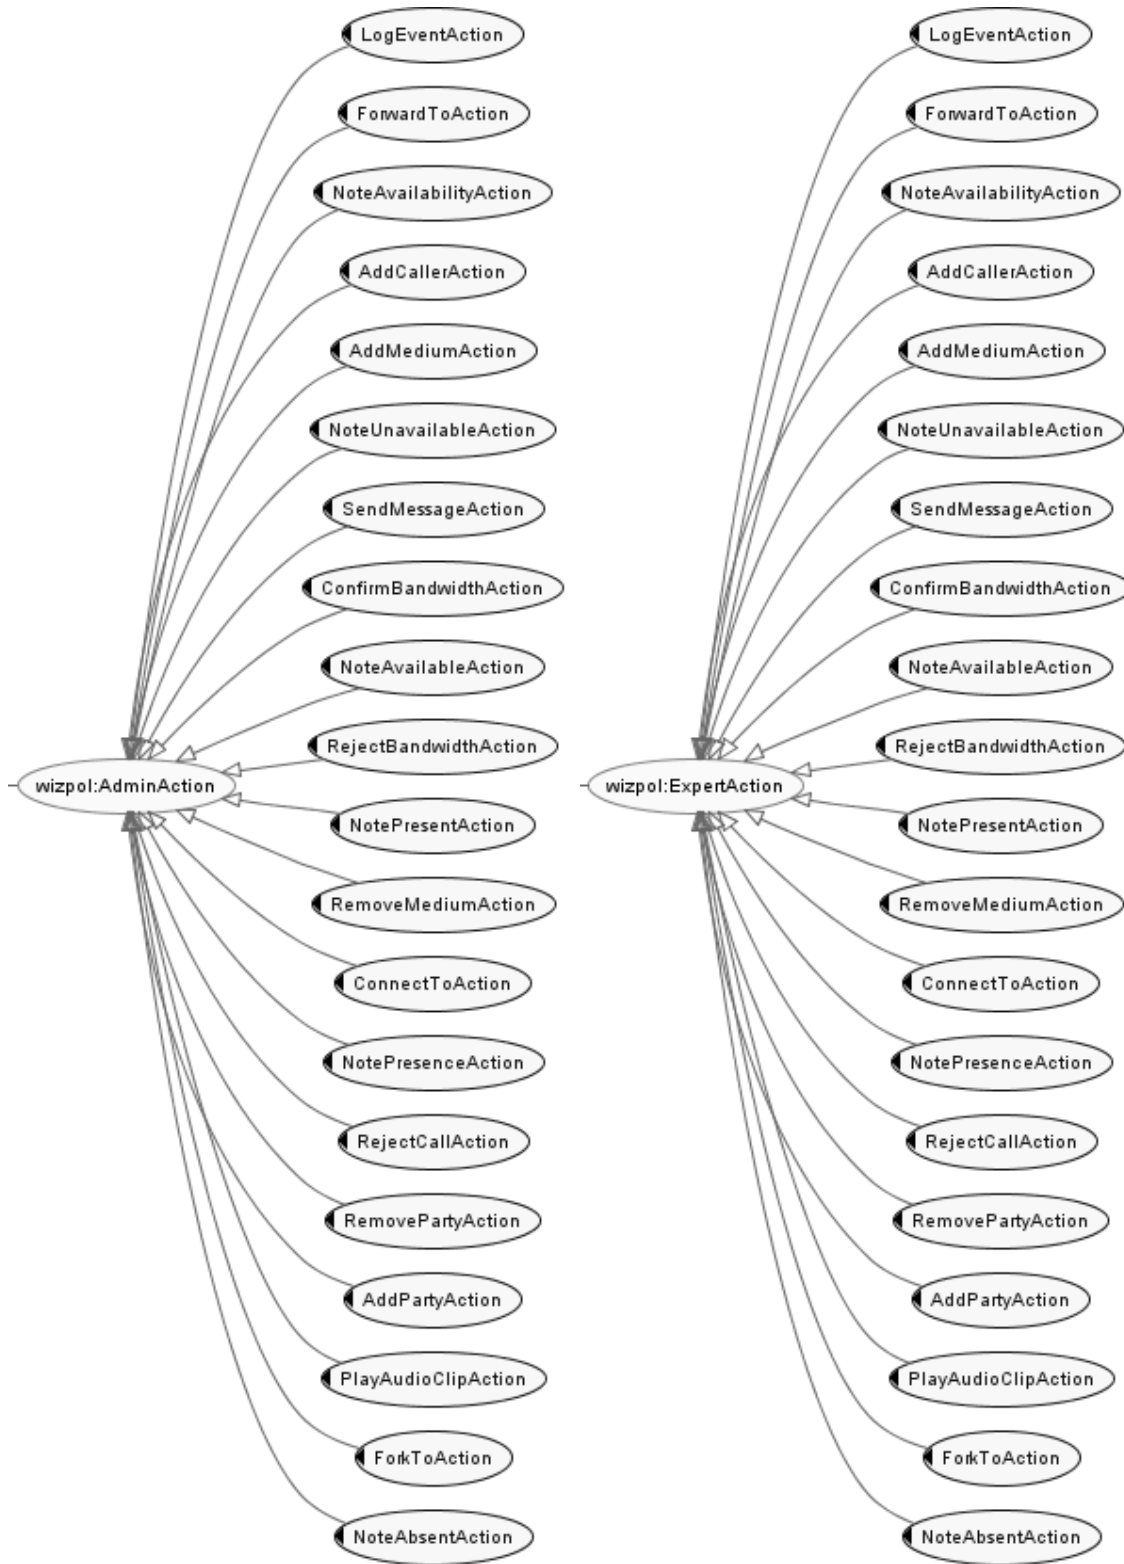 LogEventAction
ForwardToAction
NoteAvailabilityAction
AddCallerAction
AddMediumAction
NoteUnavailableAction
SendMessageAction
ConfirmBandwidthAction
NoteAvailableAction
RejectBandwidthAction
wizpol:AdminAction
NotePresentAction
RemoveMediumAction
ConnectToAction
NotePresenceAction
RejectCallAction
RemovePartyAction
AddPartyAction
PlayAudioClipAction
ForkToAction
NoteAbsentAction
LogEventAction
ForwardToAction
NoteAvailabilityAction
AddCallerAction
AddMediumAction
NoteUnavailableAction
SendMessageAction
ConfirmBandwidthAction
NoteAvailableAction
RejectBandwidthAction
wizpol:ExpertAction
NotePresentAction
RemoveMediumAction
ConnectToAction
NotePresenceAction
RejectCallAction
RemovePartyAction
AddPartyAction
PlayAudioClipAction
ForkToAction
NoteAbsentAction